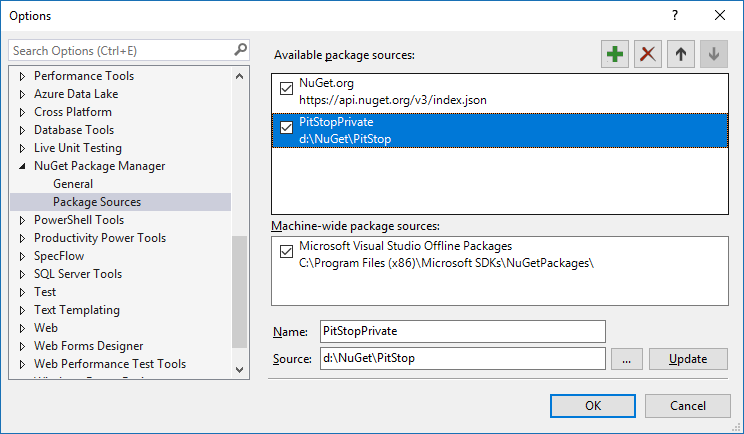 Options
Search Options (Ctrl+E)
Performance Tools
Azure Data Lake
Cross Platform
Database Tools
Live Unit Testing
NuGet Package Manager
General
Package Sources
PowerShell Tools
Productivity Power Tools
SpecFlow
SQL Server Tools
Test
Text Templating
Web
Web Forms Designer
Web Performance Test Tools
Available package sources:
NuGet.org
https://api.nuget.org/v3/index.json
PitStopPrivate
d:\NuGet\PitStop
Machine-wide package sources:
Microsoft Visual Studio Offline Packages
C:\Program Files (x86)\Microsoft SDKs\NuGetPackages\
Name: PitStopPrivate
Source: d:\NuGet\PitStop ... Update
OK Cancel